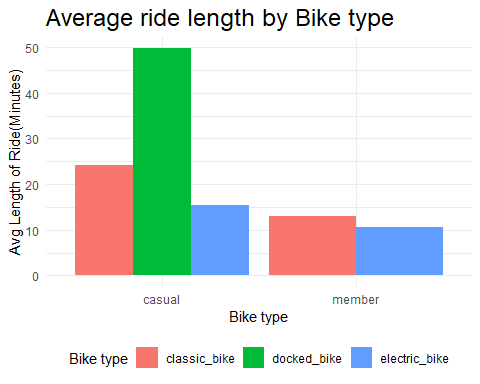 Average ride length by Bike type
Avg Length of Ride(Minutes)
50
40
30
20
10
0
casual member
Bike type
Bike type classic_bike docked_bike electric_bike